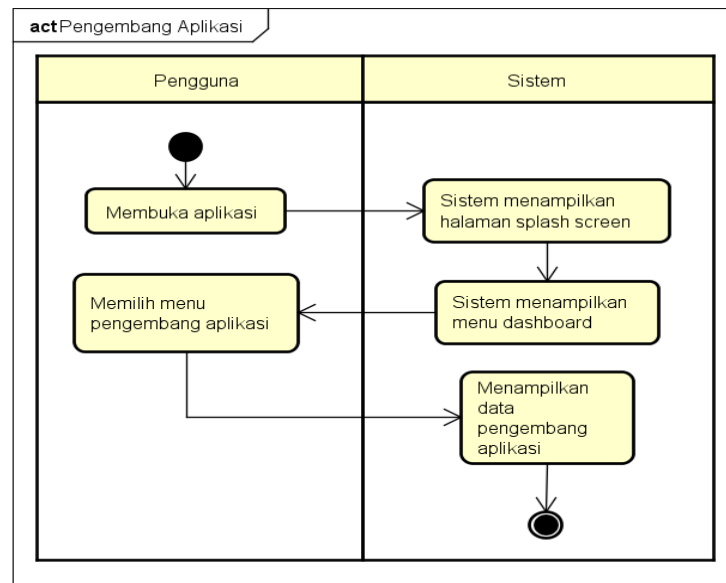 act Pengembang Aplikasi
Pengguna
Sistem
Membuka aplikasi
Sistem menampilkan
halaman splash screen
Memilih menu
pengembang aplikasi
Sistem menampilkan
menu dashboard
Menampilkan
data
pengembang
aplikasi